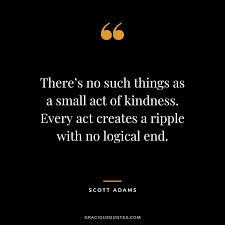 There's no such things as
a small act of kindness.
Every act creates a ripple
with no logical end.
SCOTT ADAMS
GRACIOUSQUOTES.COM